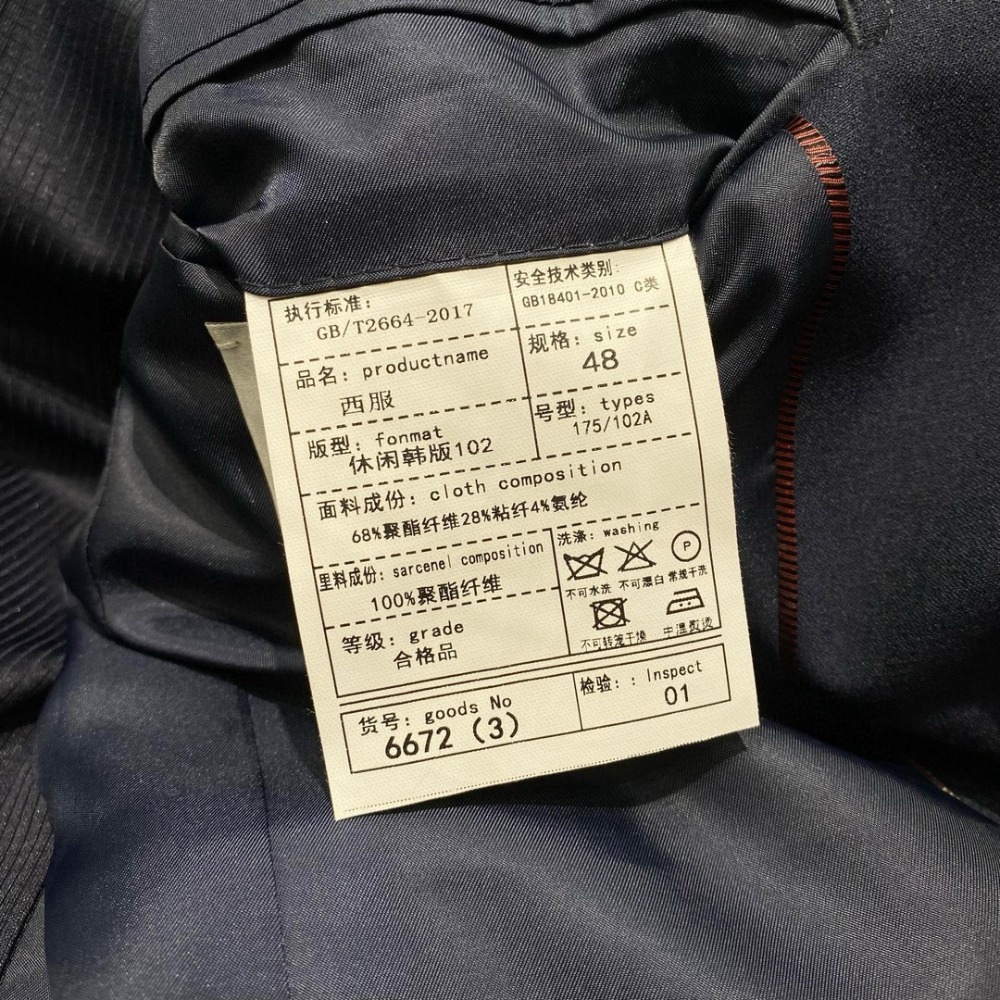 执行标准:
GB/T2664-2017
安全技术类别:
GB18401-2010 C类
品名: productname
西服
规格: size
48
版型: fonmat
休闲韩版102
号型: types
175/102A
面料成份: cloth composition
68%聚酯纤维28%粘纤4%氨纶
里料成份: sarcenel composition
100%聚酯纤维
洗涤: washing
P
不可水洗 不可漂白 常规干洗
不可转笼干燥 中温熨烫
等级: grade
合格品
货号: goods No
6672 (3)
检验: : Inspect
01